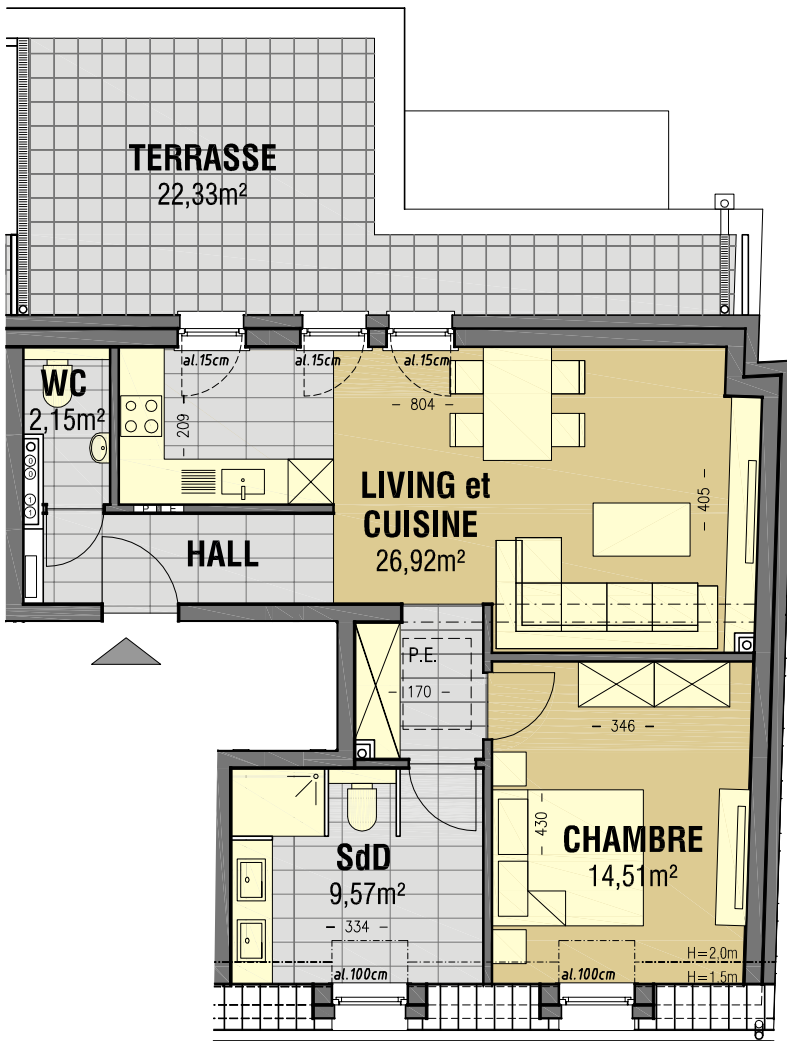 TERRASSE
22,33m²
al.15cm
al.15cm
al.15cm
WC
2,15m²
209
804
LIVING et
CUISINE
26,92m²
405
HALL
P.E.
170
346
430
CHAMBRE
14,51m²
SdD
9,57m²
334
al.100cm
al.100cm
H=2,0m
H=1,5m